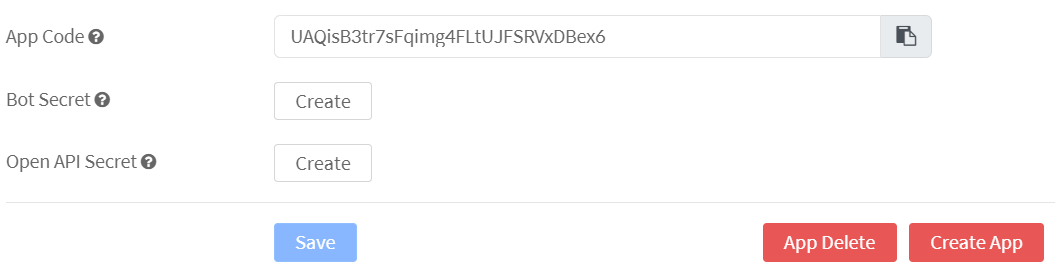 App Code ?
UAQisB3tr7sFqimg4FLtUJFSRVxDBex6
Bot Secret ?
Create
Open API Secret ?
Create
Save
App Delete
Create App